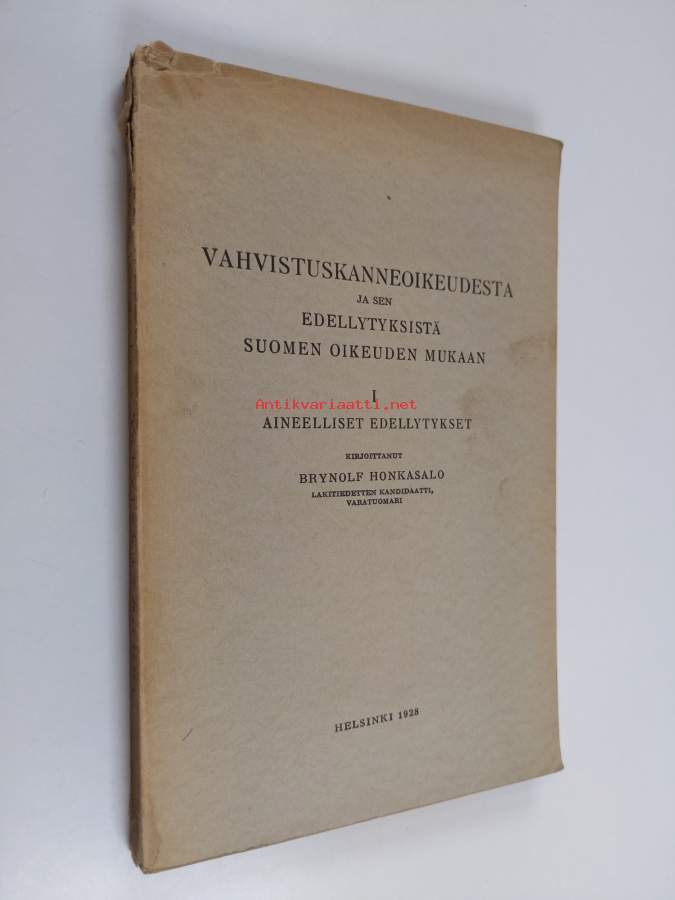 VAHVISTUSKANNEOIKEUDESTA
JA SEN
EDELLYTYKSISTÄ
SUOMEN OIKEUDEN MUKAAN
I
Antikvariaatti.net
AINEELLISET EDELLYTYKSET
KIRJOITTANUT
BRYNOLF HONKASALO
LAKITIEDETTEN KANDIDAATTI,
VARATUOMARI
HELSINKI 1928